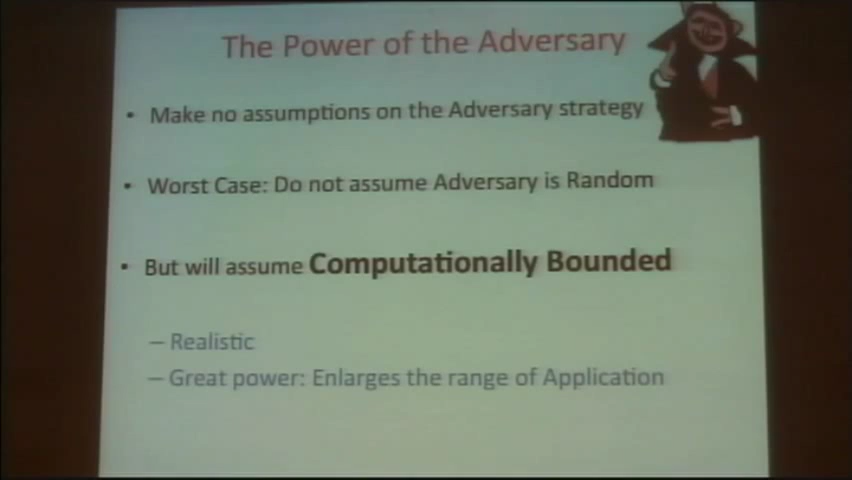 The Power of the Adversary
• Make no assumptions on the Adversary strategy
• Worst Case: Do not assume Adversary is Random
• But will assume Computationally Bounded
– Realistic
– Great power: Enlarges the range of Application